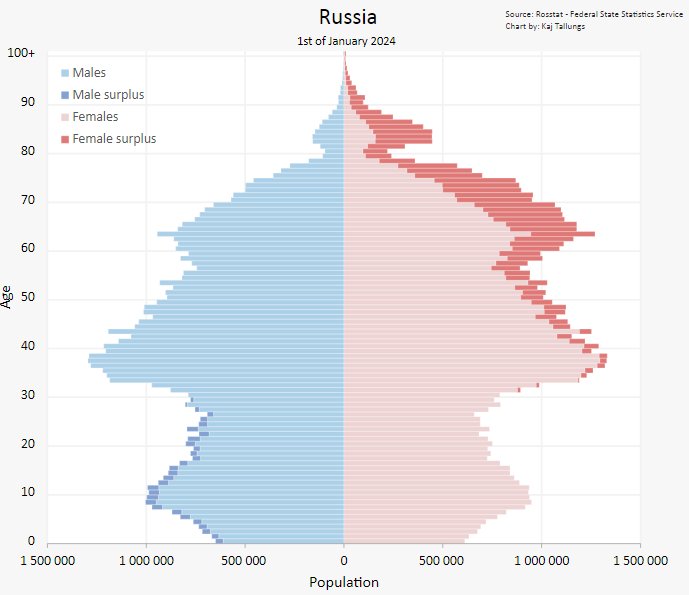 Russia
1st of January 2024
Source: Rosstat - Federal State Statistics Service
Chart by: Kaj Tallungs
Males
Male surplus
Females
Female surplus
100+
90
80
70
60
50
40
30
20
10
0
Age
1 500 000 1 000 000 500 000 0 500 000 1 000 000 1 500 000
Population